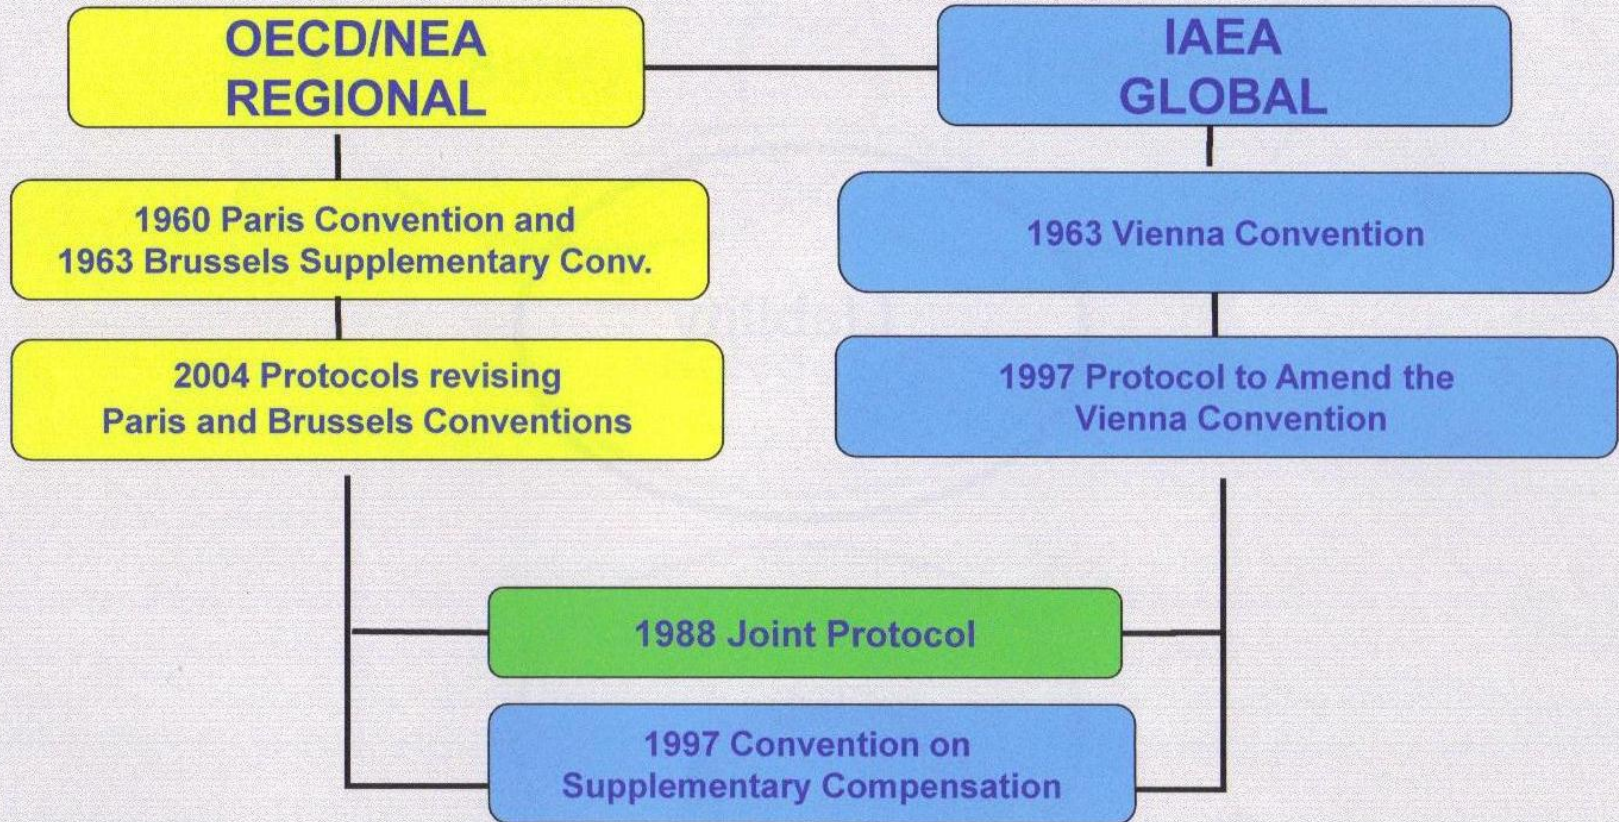 OECD/NEA
REGIONAL
IAEA
GLOBAL
1960 Paris Convention and
1963 Brussels Supplementary Conv.
1963 Vienna Convention
2004 Protocols revising
Paris and Brussels Conventions
1997 Protocol to Amend the
Vienna Convention
1988 Joint Protocol
1997 Convention on
Supplementary Compensation